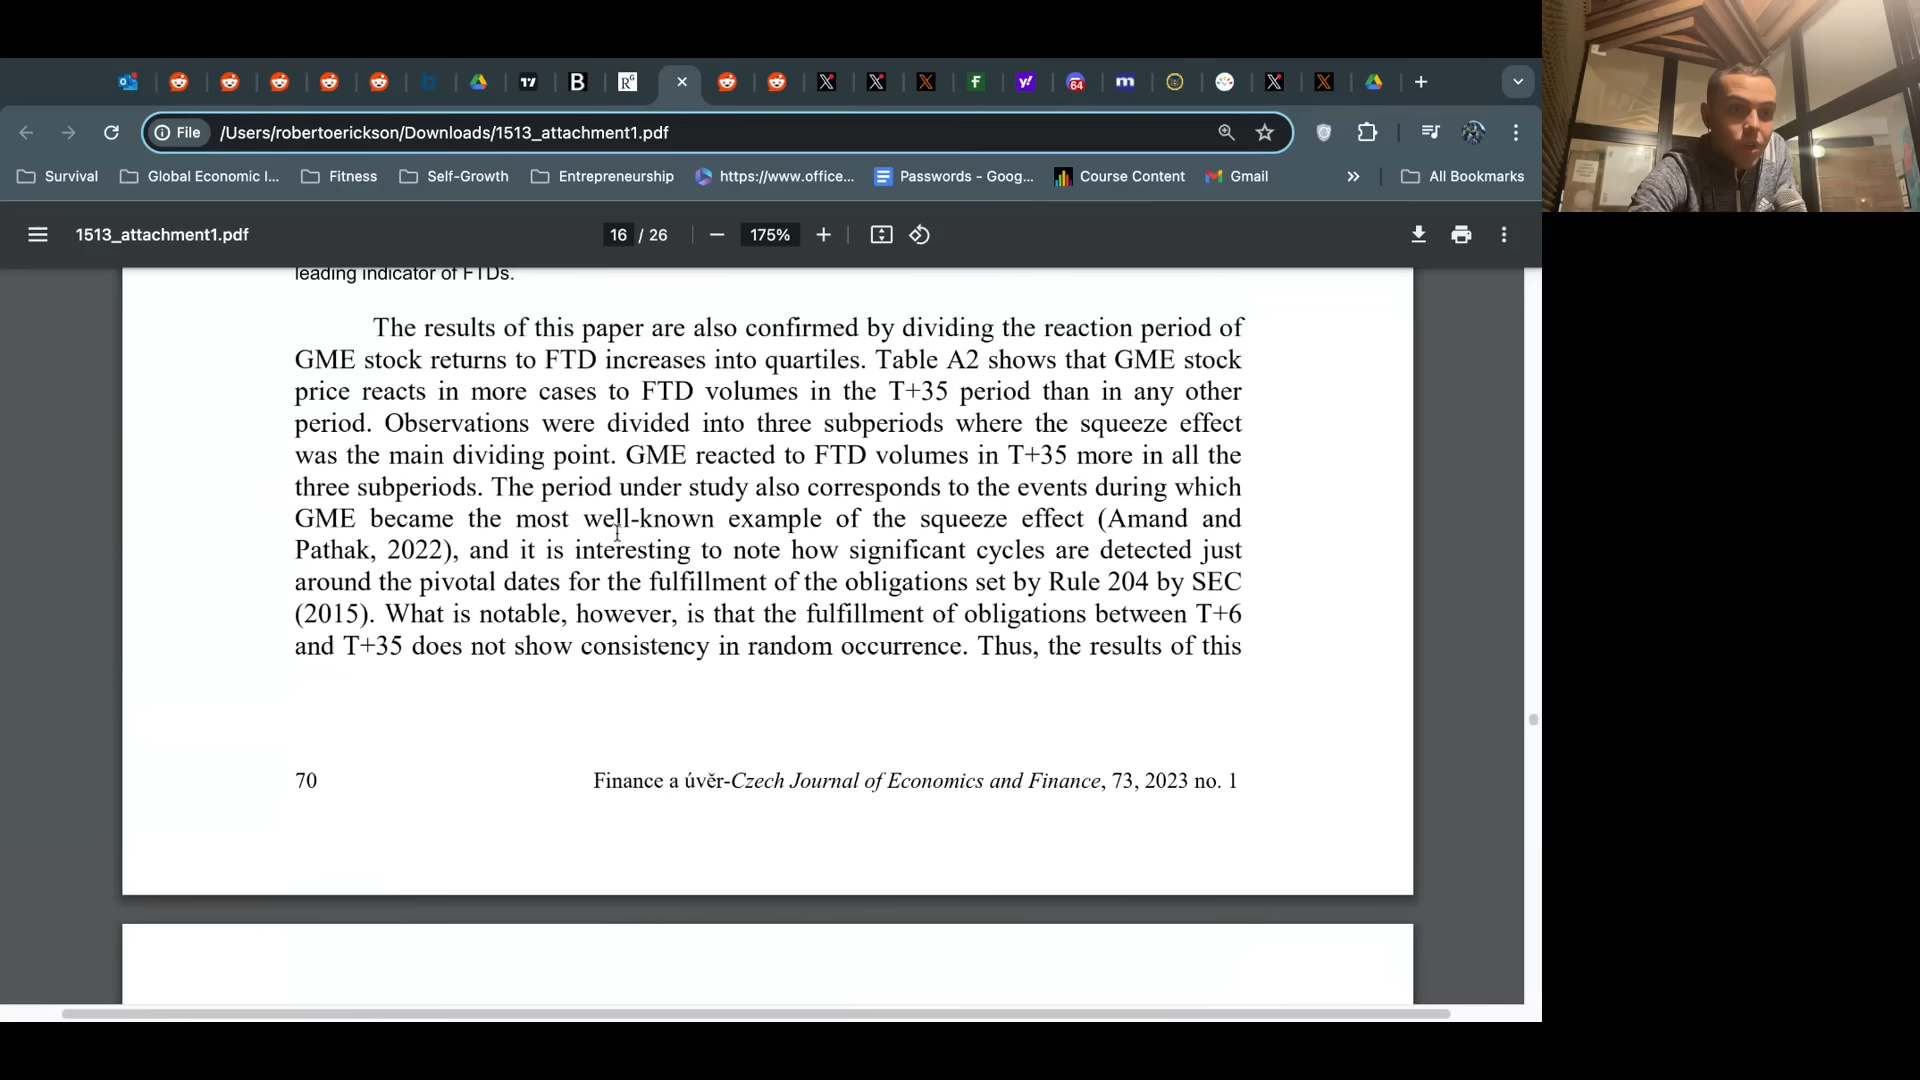 64
File
/Users/robertoerickson/Downloads/1513_attachment1.pdf
Survival
Global Economic I...
Fitness
Self-Growth
Entrepreneurship
https://www.office...
Passwords - Goog...
Course Content
Gmail
All Bookmarks
1513_attachment1.pdf
16 / 26
175%
leading indicator of FTDs.
The results of this paper are also confirmed by dividing the reaction period of
GME stock returns to FTD increases into quartiles. Table A2 shows that GME stock
price reacts in more cases to FTD volumes in the T+35 period than in any other
period. Observations were divided into three subperiods where the squeeze effect
was the main dividing point. GME reacted to FTD volumes in T+35 more in all the
three subperiods. The period under study also corresponds to the events during which
GME became the most well-known example of the squeeze effect (Amand and
Pathak, 2022), and it is interesting to note how significant cycles are detected just
around the pivotal dates for the fulfillment of the obligations set by Rule 204 by SEC
(2015). What is notable, however, is that the fulfillment of obligations between T+6
and T+35 does not show consistency in random occurrence. Thus, the results of this
70
Finance a úvěr-Czech Journal of Economics and Finance, 73, 2023 no. 1